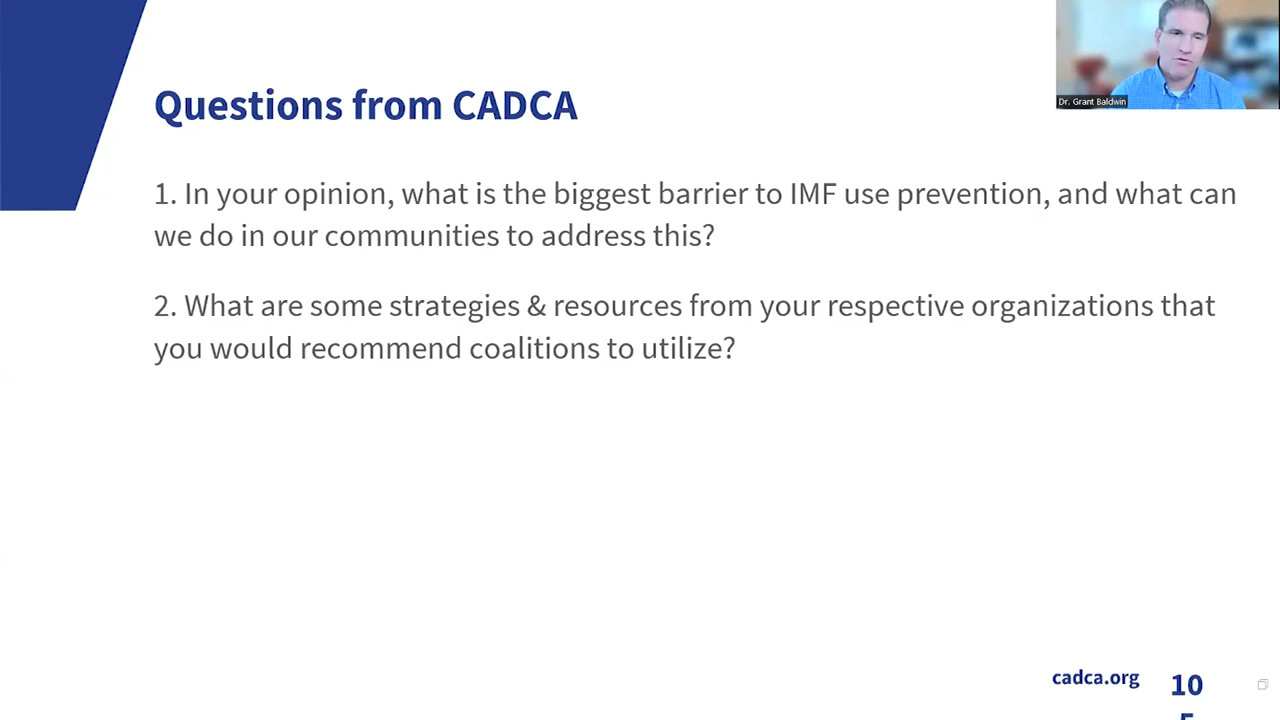 Dr. Grant Baldwin
Questions from CADCA
1. In your opinion, what is the biggest barrier to IMF use prevention, and what can
we do in our communities to address this?
2. What are some strategies & resources from your respective organizations that
you would recommend coalitions to utilize?
cadca.org
10
5